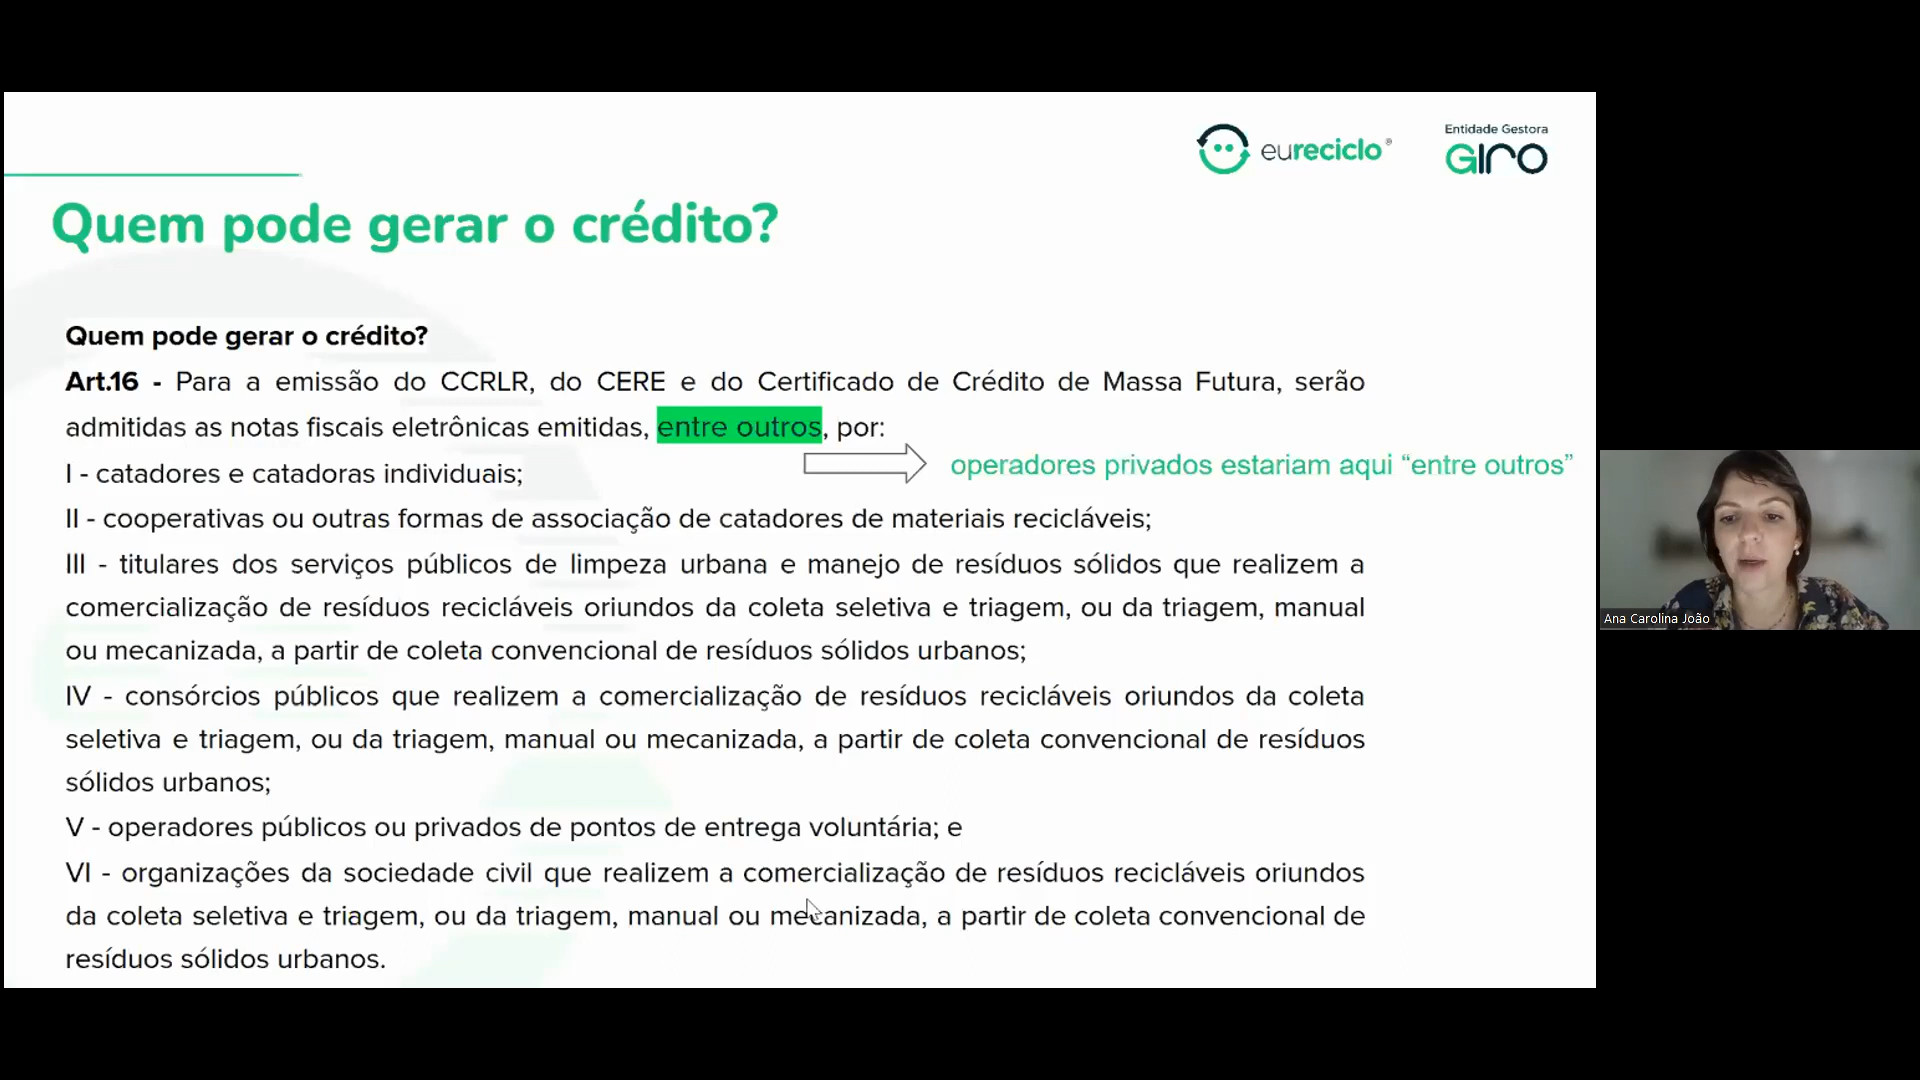 eureciclo®
Entidade Gestora
GIRO
Quem pode gerar o crédito?
Quem pode gerar o crédito?
Art.16 - Para a emissão do CCRLR, do CERE e do Certificado de Crédito de Massa Futura, serão
admitidas as notas fiscais eletrônicas emitidas, entre outros, por:
I - catadores e catadoras individuais;
operadores privados estariam aqui “entre outros”
II - cooperativas ou outras formas de associação de catadores de materiais recicláveis;
III - titulares dos serviços públicos de limpeza urbana e manejo de resíduos sólidos que realizem a
comercialização de resíduos recicláveis oriundos da coleta seletiva e triagem, ou da triagem, manual
ou mecanizada, a partir de coleta convencional de resíduos sólidos urbanos;
IV - consórcios públicos que realizem a comercialização de resíduos recicláveis oriundos da coleta
seletiva e triagem, ou da triagem, manual ou mecanizada, a partir de coleta convencional de resíduos
sólidos urbanos;
V - operadores públicos ou privados de pontos de entrega voluntária; e
VI - organizações da sociedade civil que realizem a comercialização de resíduos recicláveis oriundos
da coleta seletiva e triagem, ou da triagem, manual ou mecanizada, a partir de coleta convencional de
resíduos sólidos urbanos.
Ana Carolina João